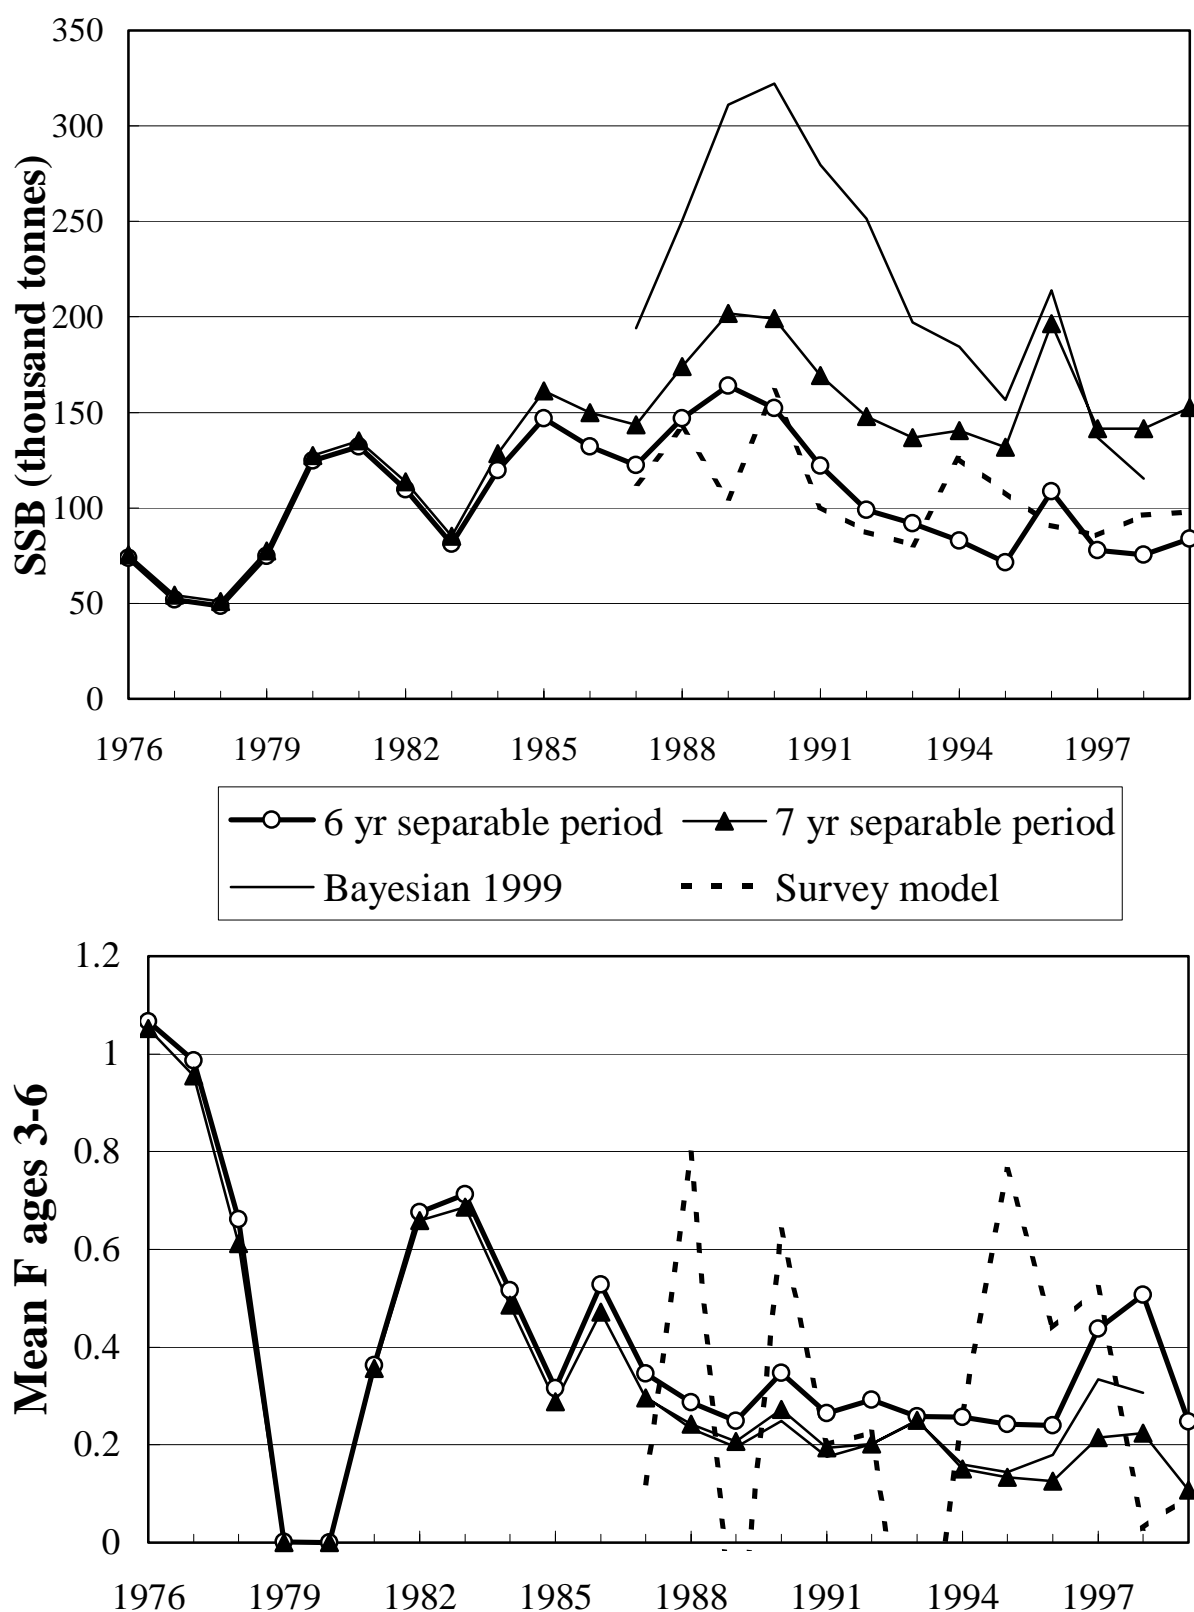 350
300
250
200
150
100
50
0
SSB (thousand tonnes)
1976 1979 1982 1985 1988 1991 1994 1997
6 yr separable period 7 yr separable period
Bayesian 1999 Survey model
1.2
1
0.8
0.6
0.4
0.2
0
Mean F ages 3-6
1976 1979 1982 1985 1988 1991 1994 1997